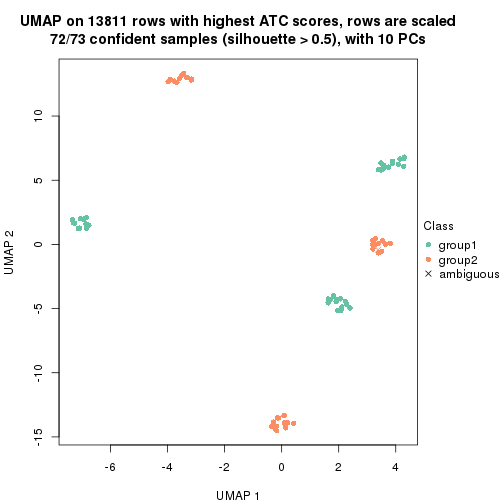 UMAP on 13811 rows with highest ATC scores, rows are scaled
72/73 confident samples (silhouette > 0.5), with 10 PCs
10
5
0
-5
-10
-15
UMAP 2
-6
-4
-2
0
2
4
UMAP 1
Class
group1
group2
ambiguous